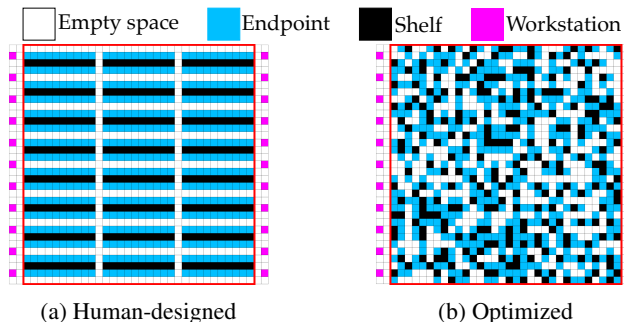 Empty space Endpoint Shelf Workstation
(a) Human-designed (b) Optimized